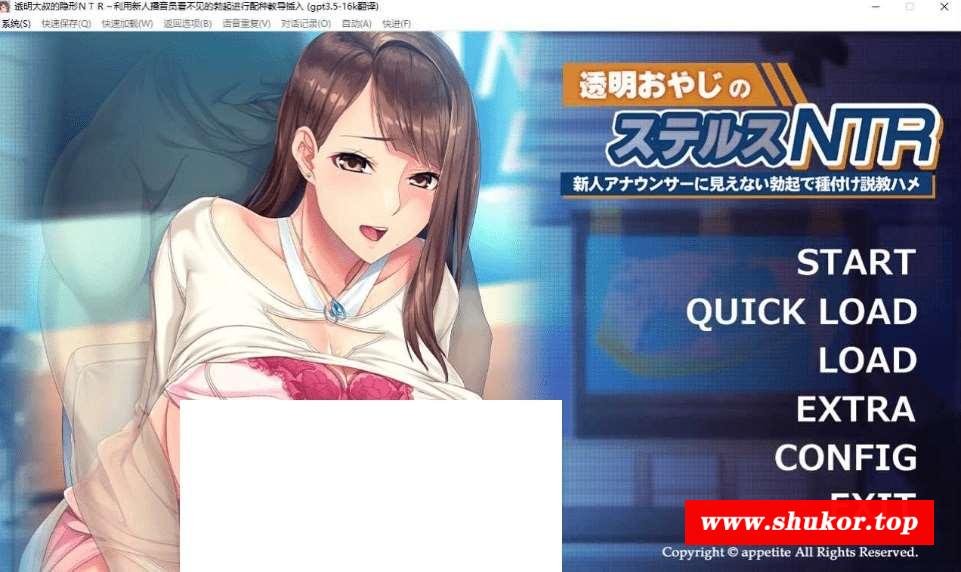 透明大叔的隐形ＮＴＲ～利用新人播音员看不见的勃起进行配种教导插入 (gpt3.5-16k翻译)
系统(S) 快速保存(Q) 快速加载(W) 返回选项(B) 语音重复(V) 对话记录(O) 自动(A) 快进(F)
透明おやじの
ステルスNTR
新人アナウンサーに見えない勃起で種付け説教ハメ
START
QUICK LOAD
LOAD
EXTRA
CONFIG
EXIT
www.shukor.top
Copyright © appetite All Rights Reserved.